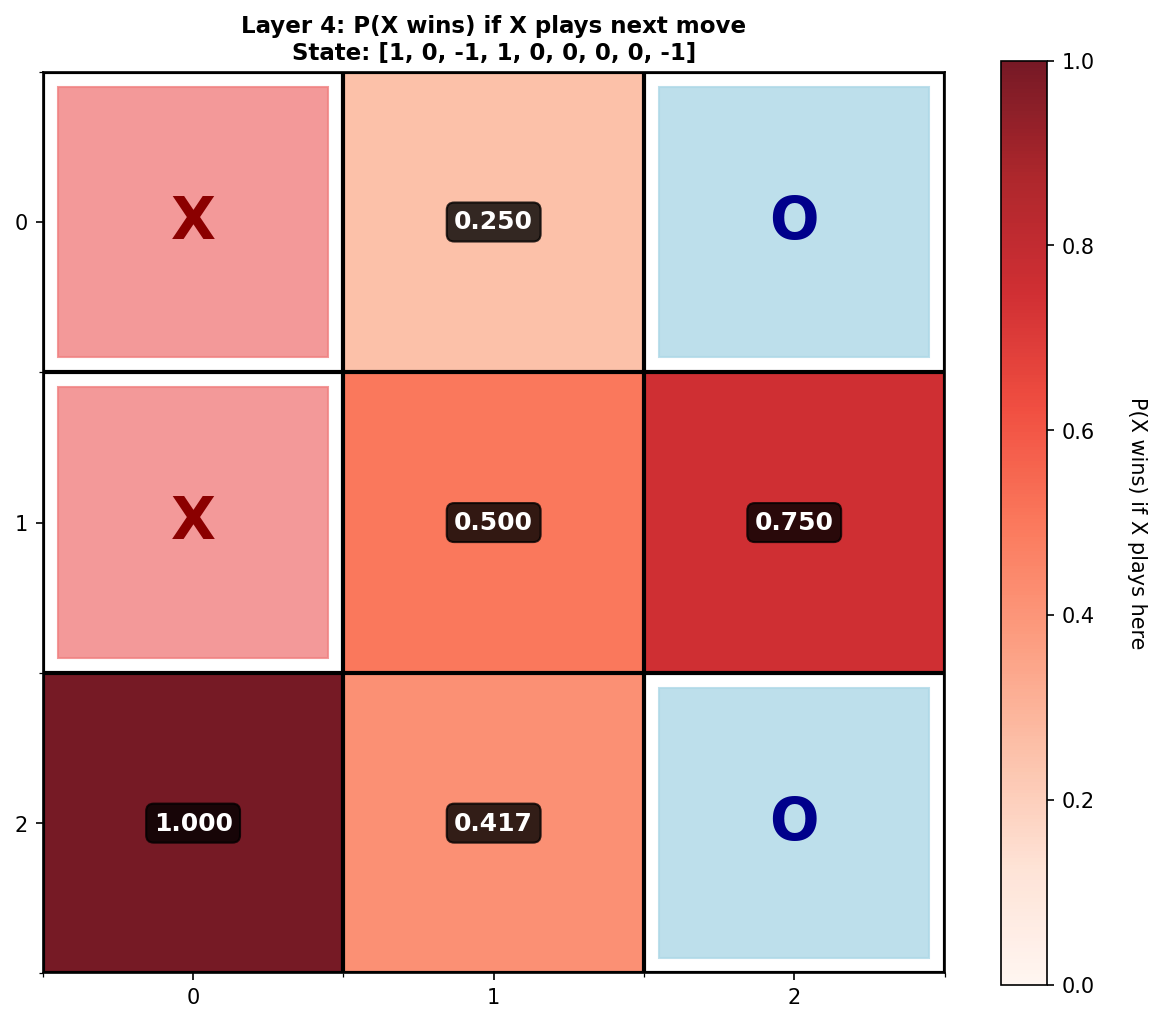 Layer 4: P(X wins) if X plays next move
State: [1, 0, -1, 1, 0, 0, 0, 0, -1]
X
0.250
O
X
0.500
0.750
1.000
0.417
O
0
1
2
0
1
2
1.0
0.8
0.6
0.4
0.2
0.0
P(X wins) if X plays here